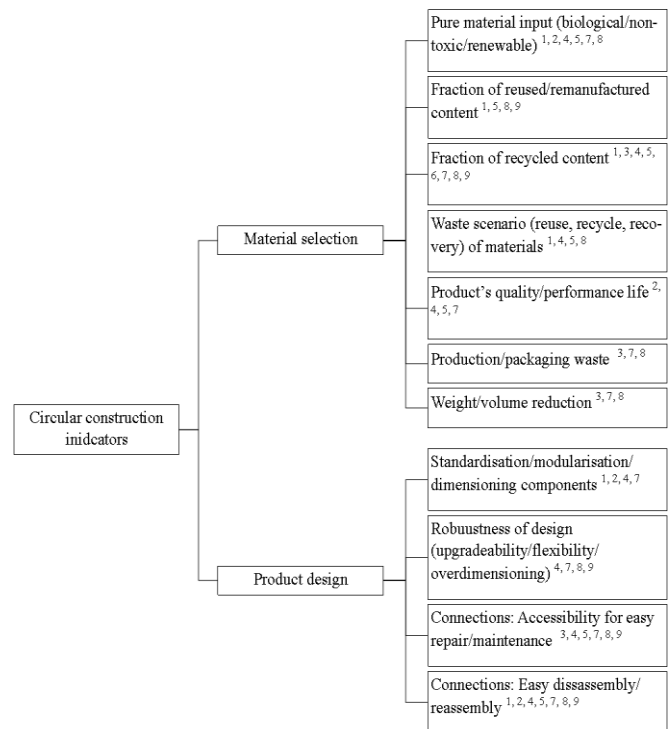 Pure material input (biological/non-
toxic/renewable) 1, 2, 4, 5, 7, 8
Fraction of reused/remanufactured
content 1, 5, 8, 9
Fraction of recycled content 1, 3, 4, 5,
6, 7, 8, 9
Material selection
Waste scenario (reuse, recycle, reco-
very) of materials 1, 4, 5, 8
Product's quality/performance life 2,
4, 5, 7
Production/packaging waste 3, 7, 8
Weight/volume reduction 3, 7, 8
Circular construction
inidcators
Standardisation/modularisation/
dimensioning components 1, 2, 4, 7
Robuustness of design
(upgradeability/flexibility/
overdimensioning) 4, 7, 8, 9
Product design
Connections: Accessibility for easy
repair/maintenance 3, 4, 5, 7, 8, 9
Connections: Easy dissassembly/
reassembly 1, 2, 4, 5, 7, 8, 9